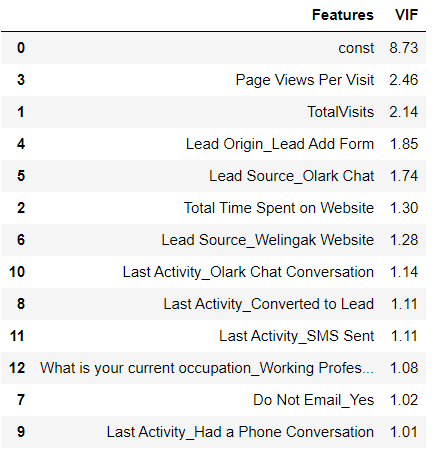 Features VIF
0 const 8.73
3 Page Views Per Visit 2.46
1 TotalVisits 2.14
4 Lead Origin_Lead Add Form 1.85
5 Lead Source_Olark Chat 1.74
2 Total Time Spent on Website 1.30
6 Lead Source_Welingak Website 1.28
10 Last Activity_Olark Chat Conversation 1.14
8 Last Activity_Converted to Lead 1.11
11 Last Activity_SMS Sent 1.11
12 What is your current occupation_Working Profes... 1.08
7 Do Not Email_Yes 1.02
9 Last Activity_Had a Phone Conversation 1.01